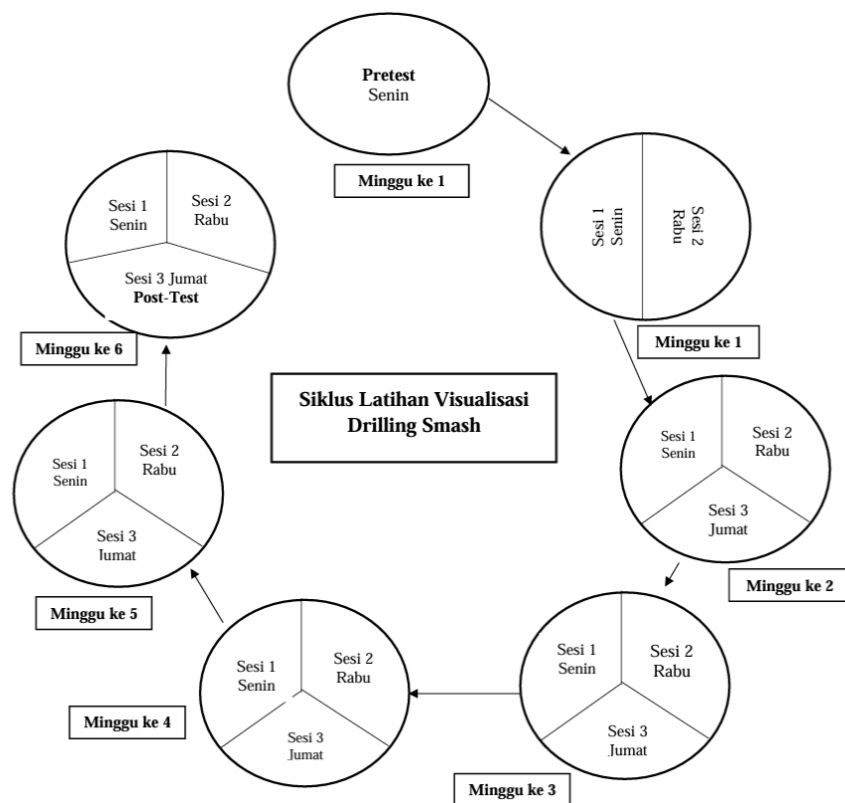 Pretest
Senin
Minggu ke 1
Sesi 1
Senin
Sesi 2
Rabu
Minggu ke 1
Sesi 1
Senin
Sesi 2
Rabu
Sesi 3
Jumat
Minggu ke 2
Sesi 1
Senin
Sesi 2
Rabu
Sesi 3
Jumat
Minggu ke 3
Sesi 1
Senin
Sesi 2
Rabu
Sesi 3
Jumat
Minggu ke 4
Sesi 1
Senin
Sesi 2
Rabu
Sesi 3
Jumat
Minggu ke 5
Sesi 1
Senin
Sesi 2
Rabu
Sesi 3 Jumat
Post-Test
Minggu ke 6
Siklus Latihan Visualisasi
Drilling Smash